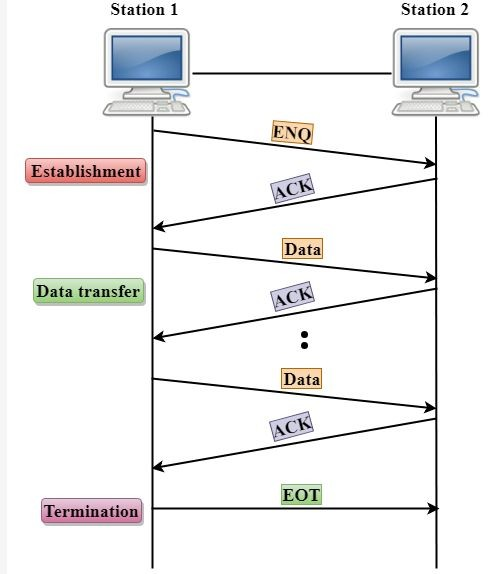 Station 1
Station 2
ENQ
Establishment
ACK
Data
Data transfer
ACK
Data
ACK
EOT
Termination